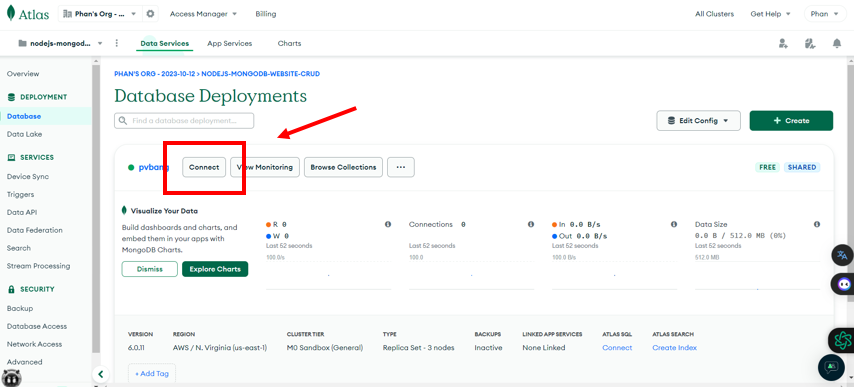 Atlas
Phan's Org - ...
Access Manager
Billing
All Clusters
Get Help
Phan
nodejs-mongod...
Data Services
App Services
Charts
Overview
DEPLOYMENT
Database
Data Lake
SERVICES
Device Sync
Triggers
Data API
Data Federation
Search
Stream Processing
SECURITY
Backup
Database Access
Network Access
Advanced
PHAN'S ORG - 2023-10-12 > NODEJS-MONGODB-WEBSITE-CRUD
Database Deployments
Find a database deployment...
Edit Config
+ Create
pvbang
Connect
View Monitoring
Browse Collections
...
FREE
SHARED
Visualize Your Data
Build dashboards and charts, and
embed them in your apps with
MongoDB Charts.
Dismiss
Explore Charts
R 0
W 0
Last 52 seconds
100.0 B/s
Connections 0
Last 52 seconds
100.0
In 0.0 B/s
Out 0.0 B/s
Last 52 seconds
100.0 B/s
Data Size
0.0 B / 512.0 MB (0%)
Last 52 seconds
512.0 MB
VERSION
6.0.11
REGION
AWS / N. Virginia (us-east-1)
CLUSTER TIER
M0 Sandbox (General)
TYPE
Replica Set - 3 nodes
BACKUPS
Inactive
LINKED APP SERVICES
None Linked
ATLAS SQL
Connect
ATLAS SEARCH
Create Index
+ Add Tag